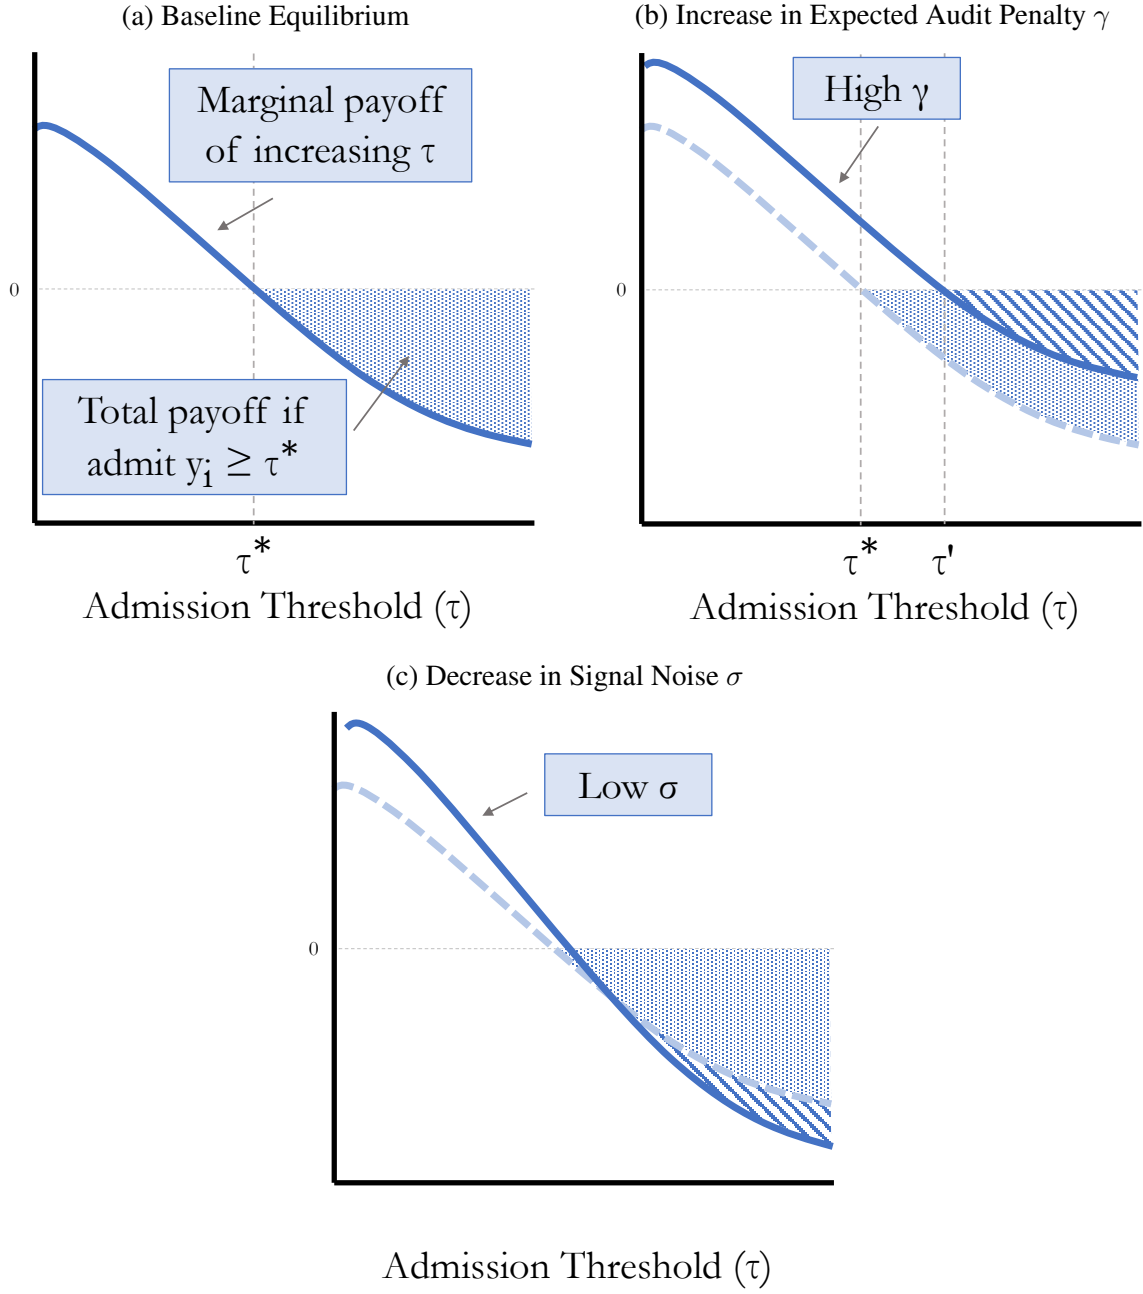 (a) Baseline Equilibrium
Marginal payoff
of increasing τ
0
Total payoff if
admit yᵢ ≥ τ*
τ*
Admission Threshold (τ)
(b) Increase in Expected Audit Penalty γ
High γ
0
τ* τ'
Admission Threshold (τ)
(c) Decrease in Signal Noise σ
Low σ
0
Admission Threshold (τ)